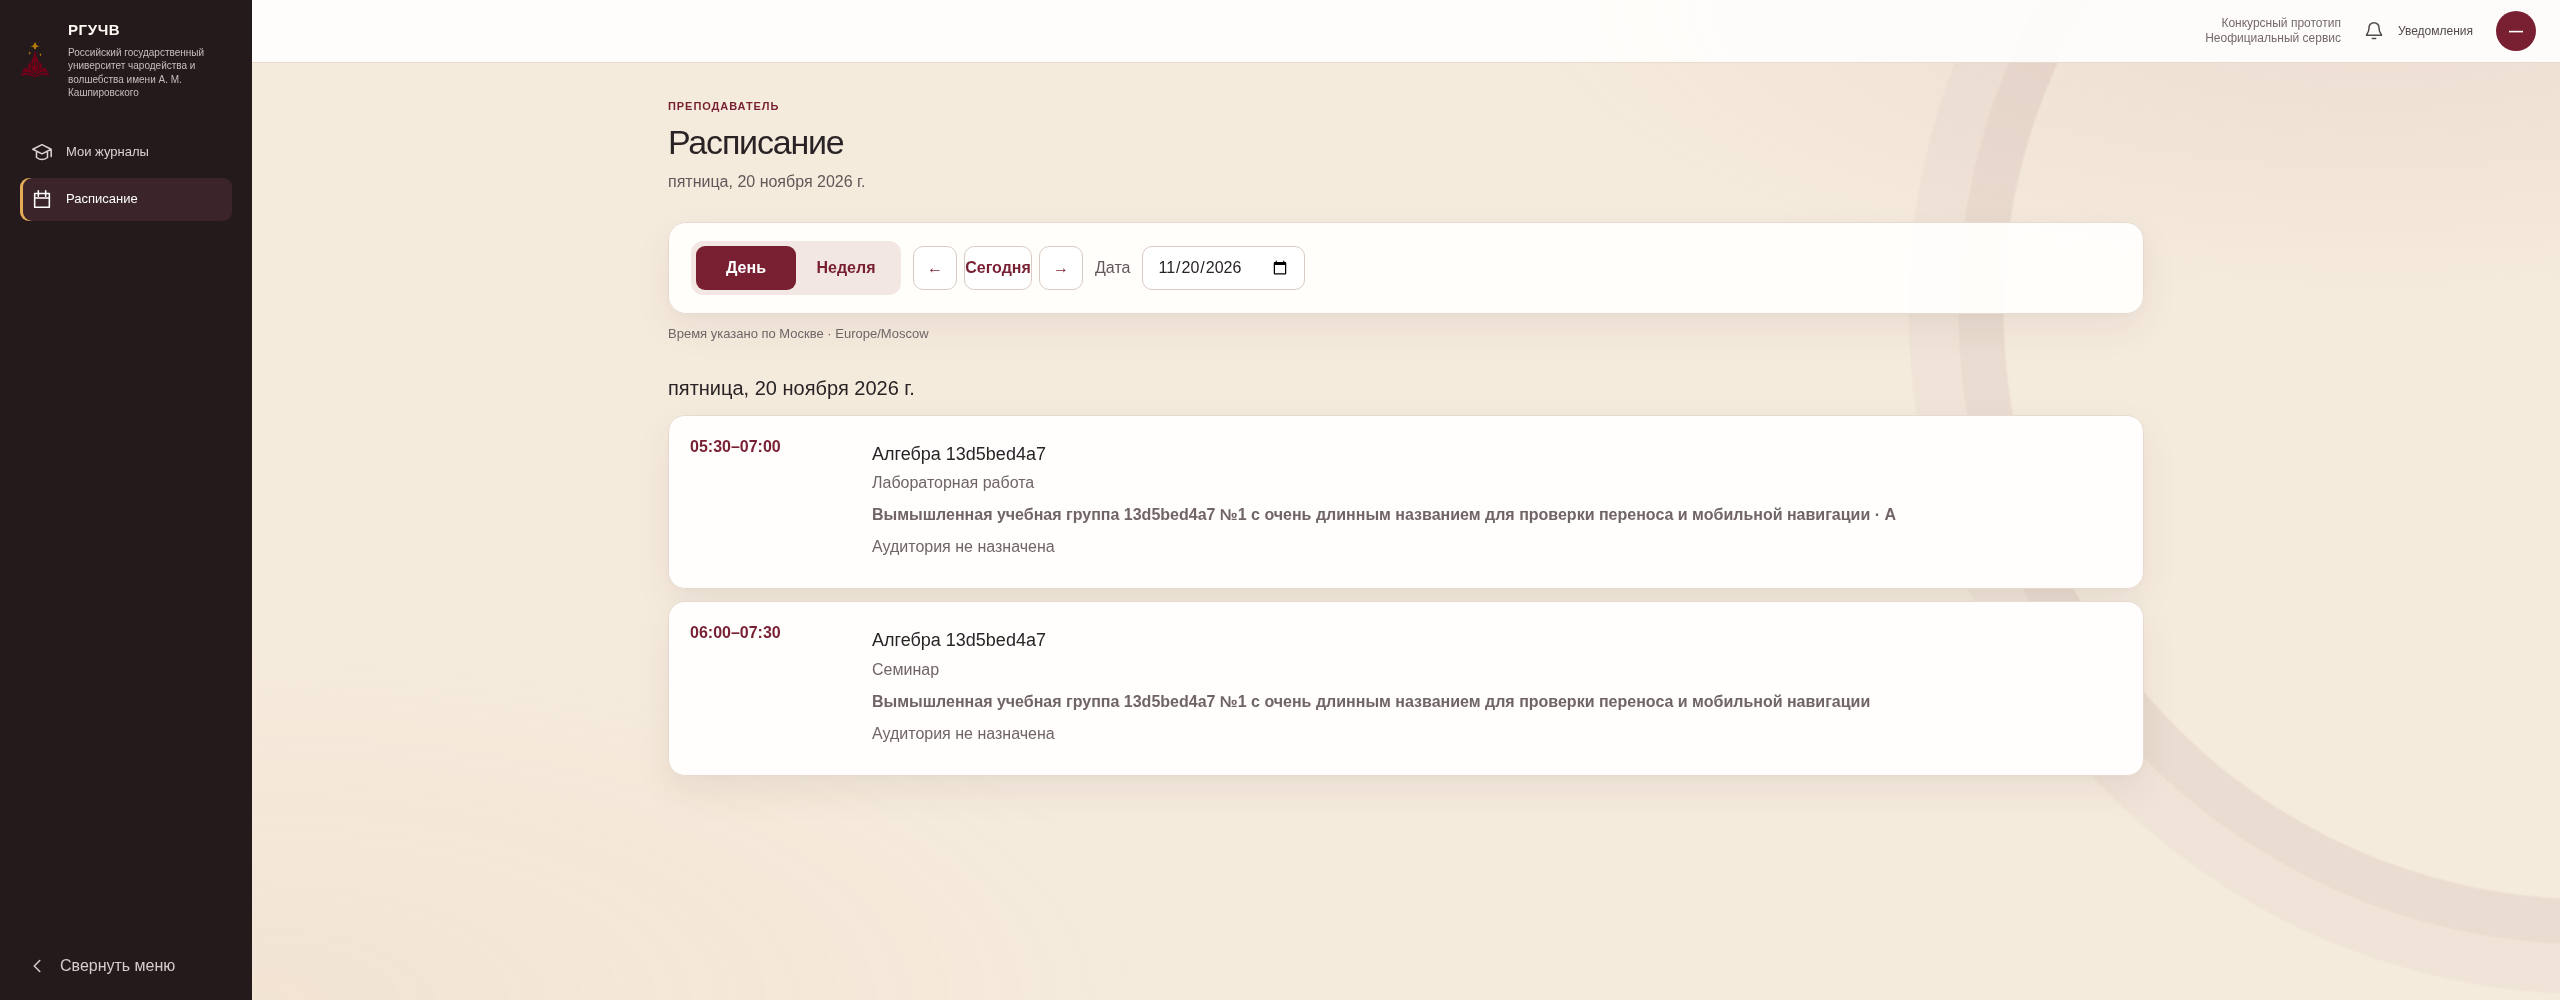 РГУЧВ
Российский государственный
университет чародейства и
волшебства имени А. М.
Кашпировского
Мои журналы
Расписание
Свернуть меню
Конкурсный прототип
Неофициальный сервис
Уведомления
ПРЕПОДАВАТЕЛЬ
Расписание
пятница, 20 ноября 2026 г.
День
Неделя
←
Сегодня
→
Дата
11/20/2026
Время указано по Москве · Europe/Moscow
пятница, 20 ноября 2026 г.
05:30–07:00
Алгебра 13d5bed4a7
Лабораторная работа
Вымышленная учебная группа 13d5bed4a7 №1 с очень длинным названием для проверки переноса и мобильной навигации · А
Аудитория не назначена
06:00–07:30
Алгебра 13d5bed4a7
Семинар
Вымышленная учебная группа 13d5bed4a7 №1 с очень длинным названием для проверки переноса и мобильной навигации
Аудитория не назначена